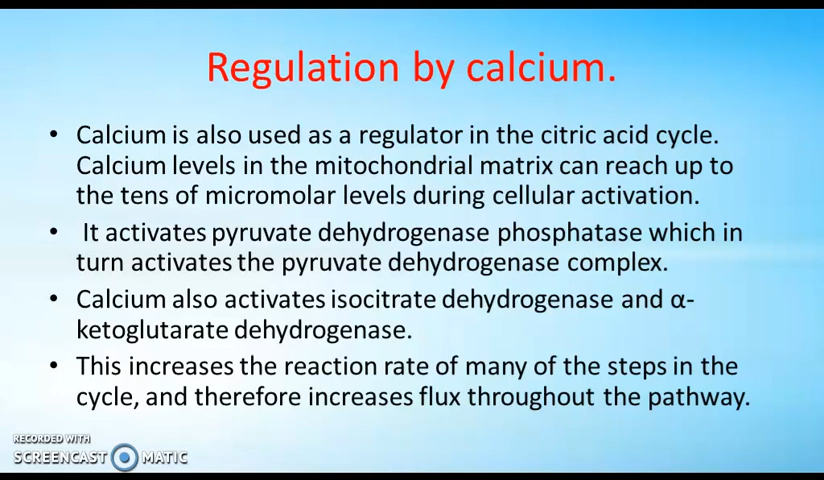 Regulation by calcium.
• Calcium is also used as a regulator in the citric acid cycle.
Calcium levels in the mitochondrial matrix can reach up to
the tens of micromolar levels during cellular activation.
• It activates pyruvate dehydrogenase phosphatase which in
turn activates the pyruvate dehydrogenase complex.
• Calcium also activates isocitrate dehydrogenase and α-
ketoglutarate dehydrogenase.
• This increases the reaction rate of many of the steps in the
cycle, and therefore increases flux throughout the pathway.
RECORDED WITH
SCREENCAST MATIC